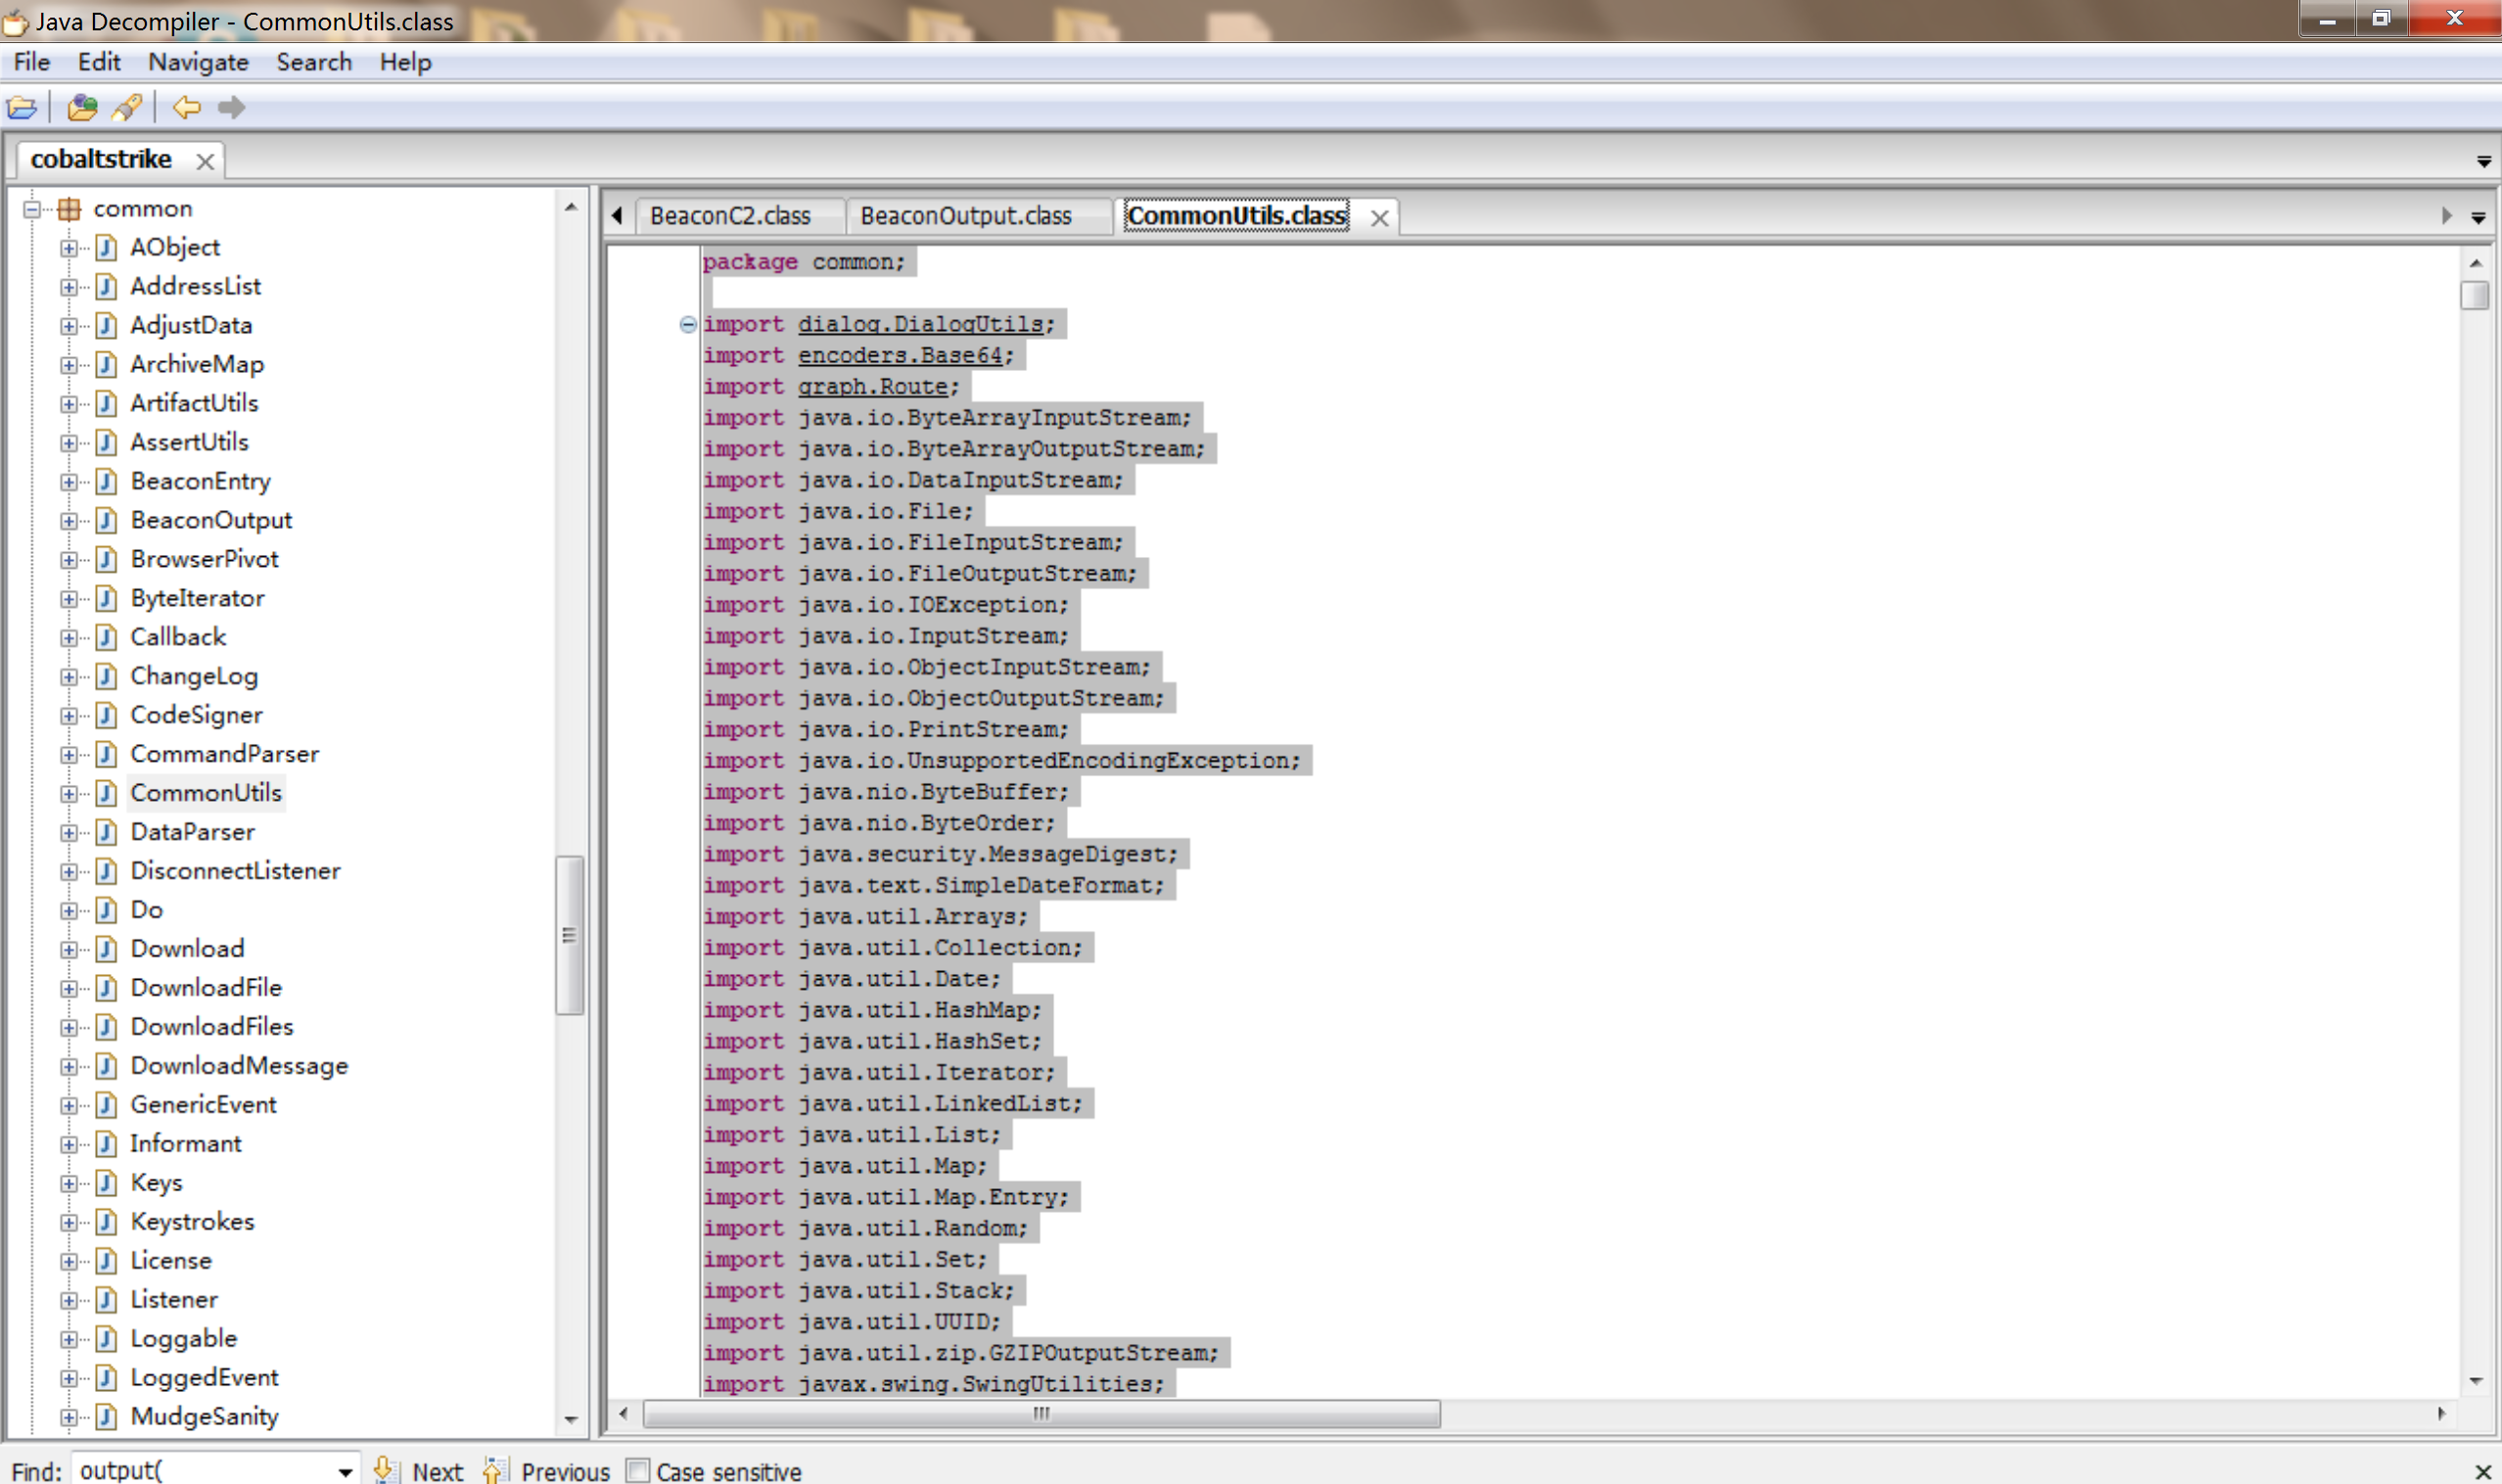 Java Decompiler - CommonUtils.class
File Edit Navigate Search Help
cobaltstrike
common
AObject
AddressList
AdjustData
ArchiveMap
ArtifactUtils
AssertUtils
BeaconEntry
BeaconOutput
BrowserPivot
ByteIterator
Callback
ChangeLog
CodeSigner
CommandParser
CommonUtils
DataParser
DisconnectListener
Do
Download
DownloadFile
DownloadFiles
DownloadMessage
GenericEvent
Informant
Keys
Keystrokes
License
Listener
Loggable
LoggedEvent
MudgeSanity
BeaconC2.class BeaconOutput.class CommonUtils.class
package common;
import dialog.DialogUtils;
import encoders.Base64;
import graph.Route;
import java.io.ByteArrayInputStream;
import java.io.ByteArrayOutputStream;
import java.io.DataInputStream;
import java.io.File;
import java.io.FileInputStream;
import java.io.FileOutputStream;
import java.io.IOException;
import java.io.InputStream;
import java.io.ObjectInputStream;
import java.io.ObjectOutputStream;
import java.io.PrintStream;
import java.io.UnsupportedEncodingException;
import java.nio.ByteBuffer;
import java.nio.ByteOrder;
import java.security.MessageDigest;
import java.text.SimpleDateFormat;
import java.util.Arrays;
import java.util.Collection;
import java.util.Date;
import java.util.HashMap;
import java.util.HashSet;
import java.util.Iterator;
import java.util.LinkedList;
import java.util.List;
import java.util.Map;
import java.util.Map.Entry;
import java.util.Random;
import java.util.Set;
import java.util.Stack;
import java.util.UUID;
import java.util.zip.GZIPOutputStream;
import javax.swing.SwingUtilities;
Find: output( Next Previous Case sensitive